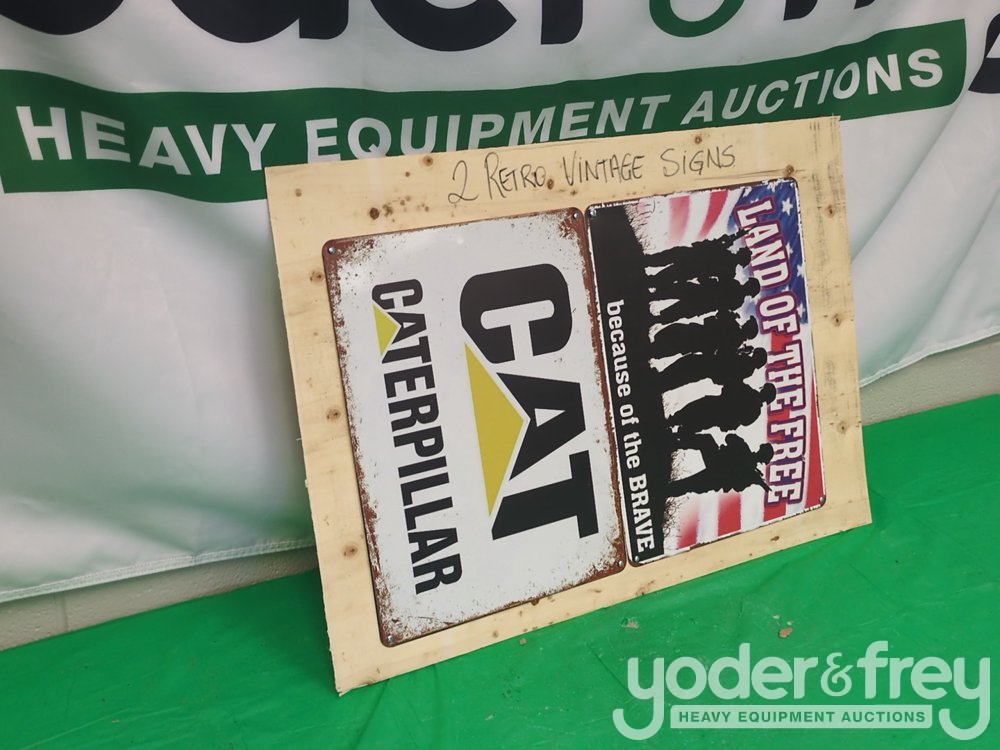 HEAVY EQUIPMENT AUCTIONS
2 RETRO VINTAGE SIGNS
CAT
CATERPILLAR
LAND OF THE FREE
because of the BRAVE
yoder&frey
HEAVY EQUIPMENT AUCTIONS